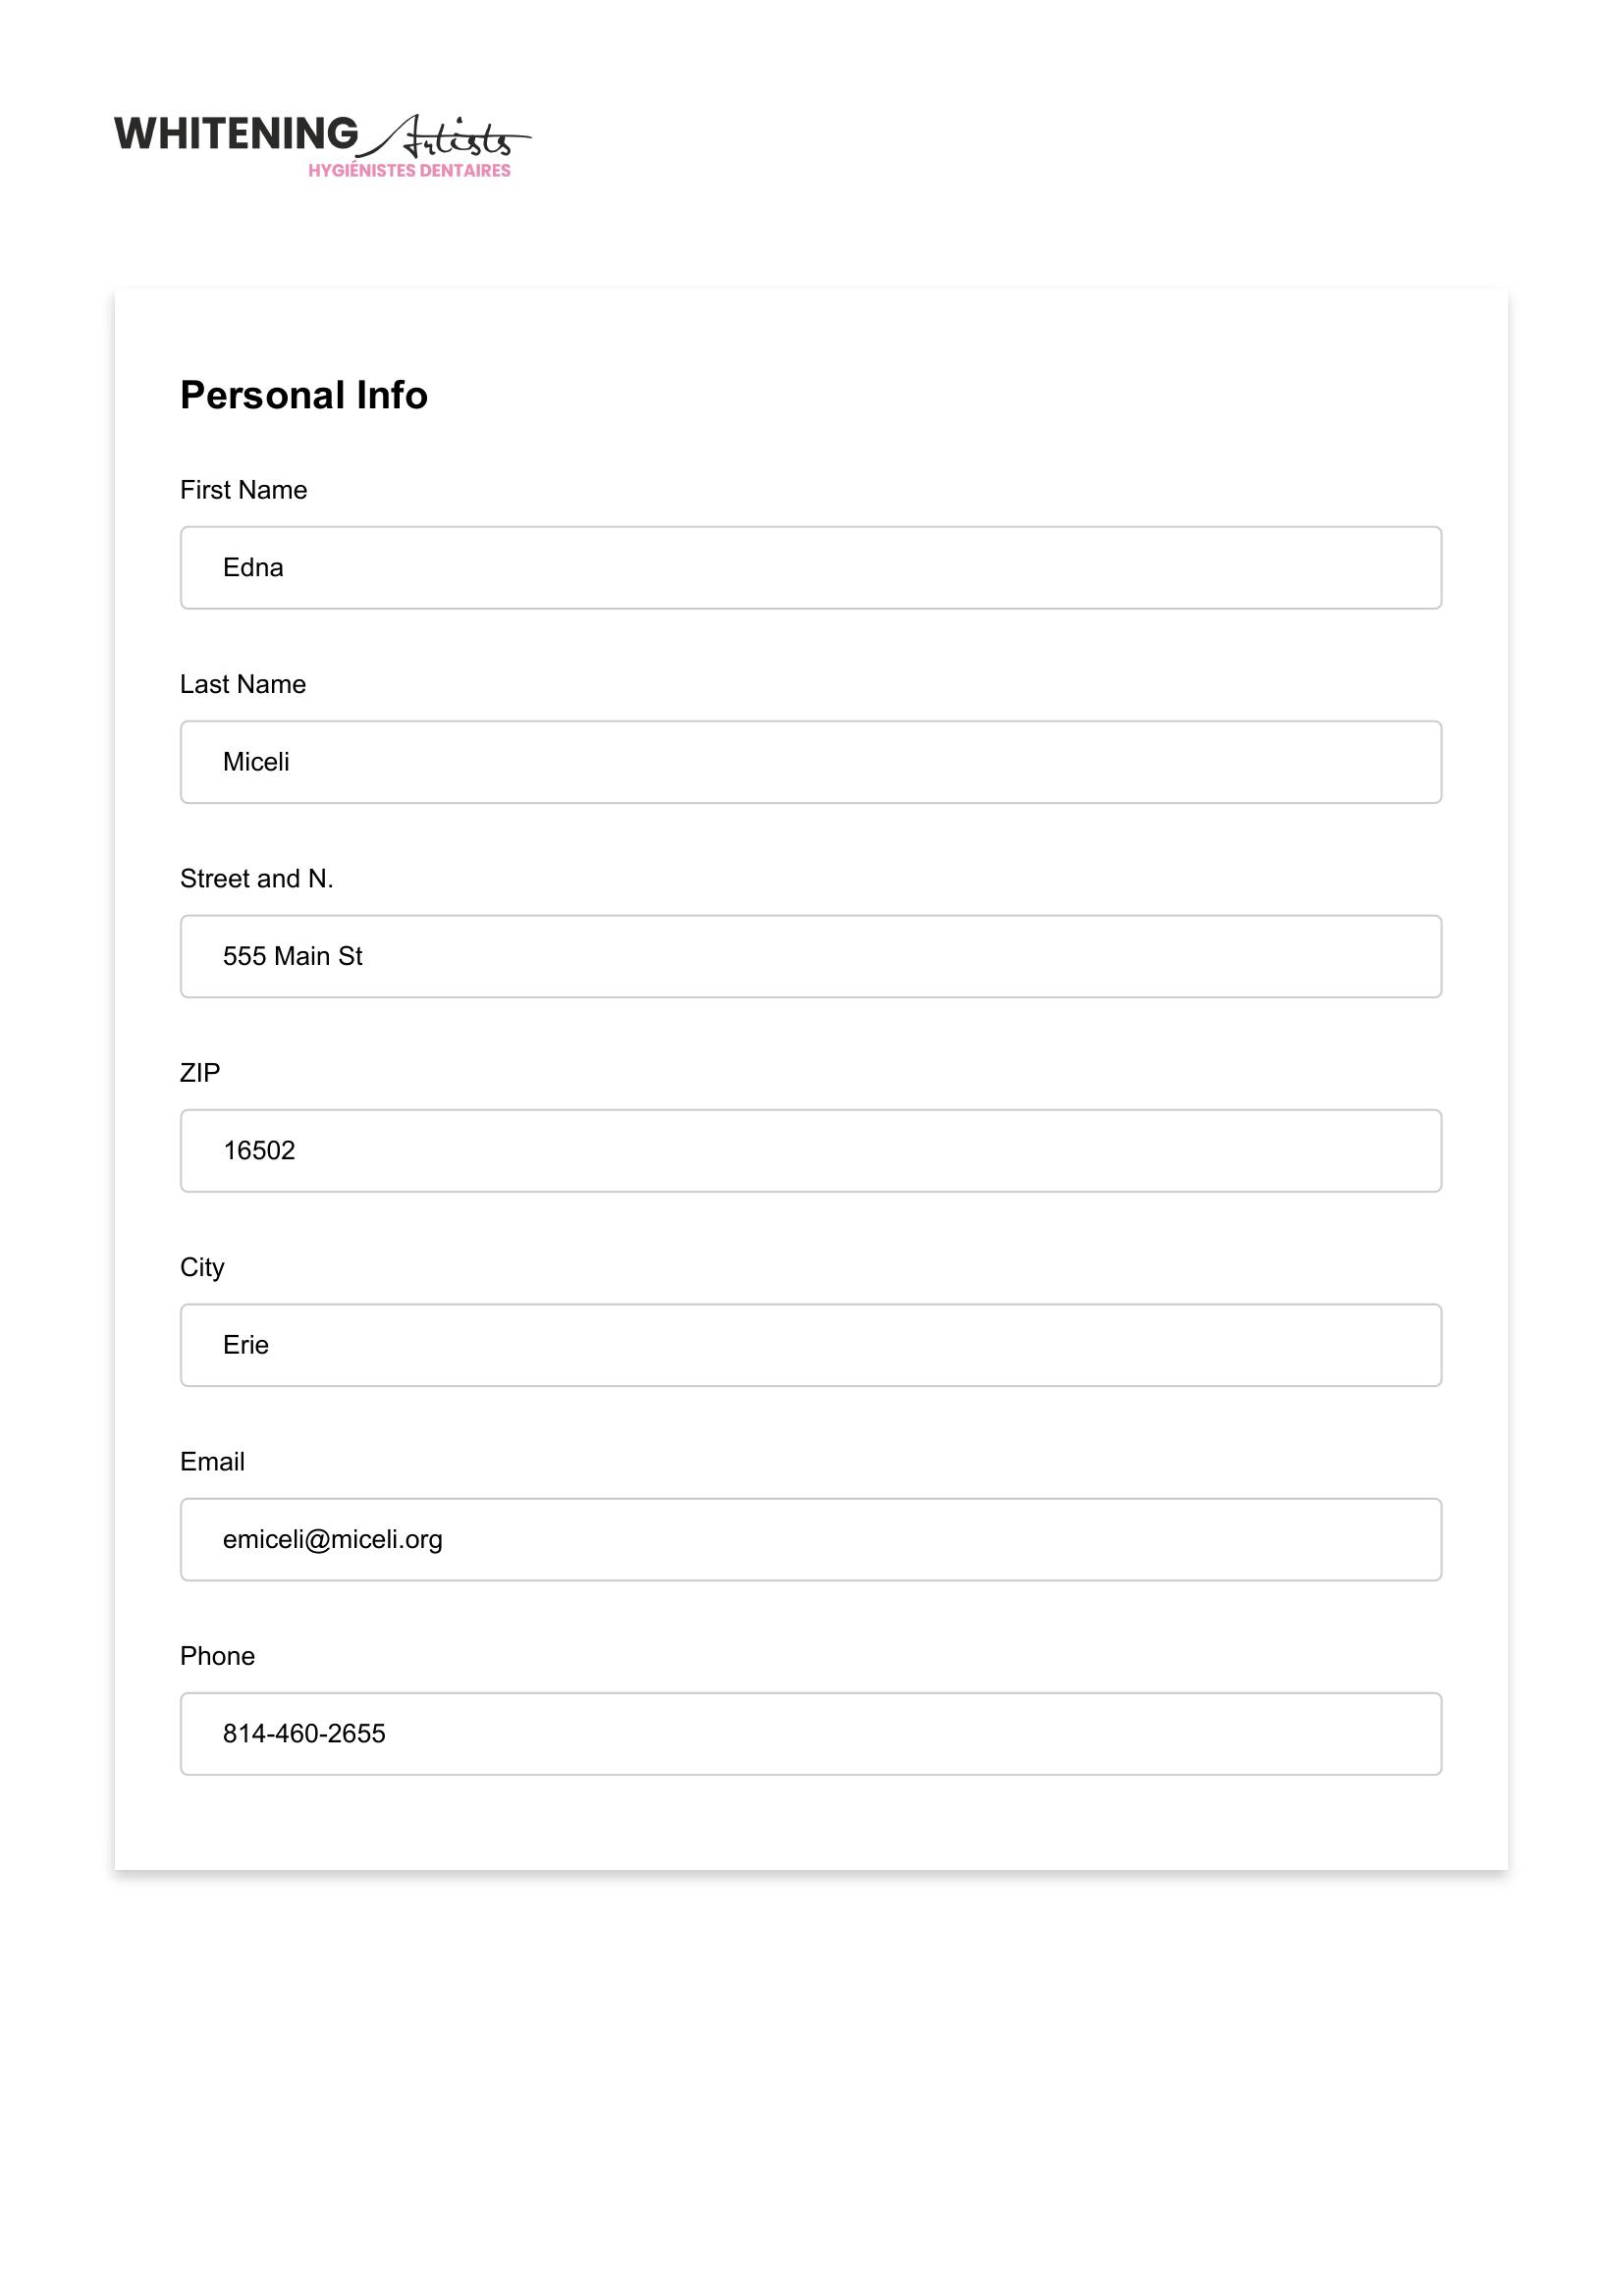 WHITENING Artists
HYGIÉNISTES DENTAIRES
Personal Info
First Name
Edna
Last Name
Miceli
Street and N.
555 Main St
ZIP
16502
City
Erie
Email
emiceli@miceli.org
Phone
814-460-2655